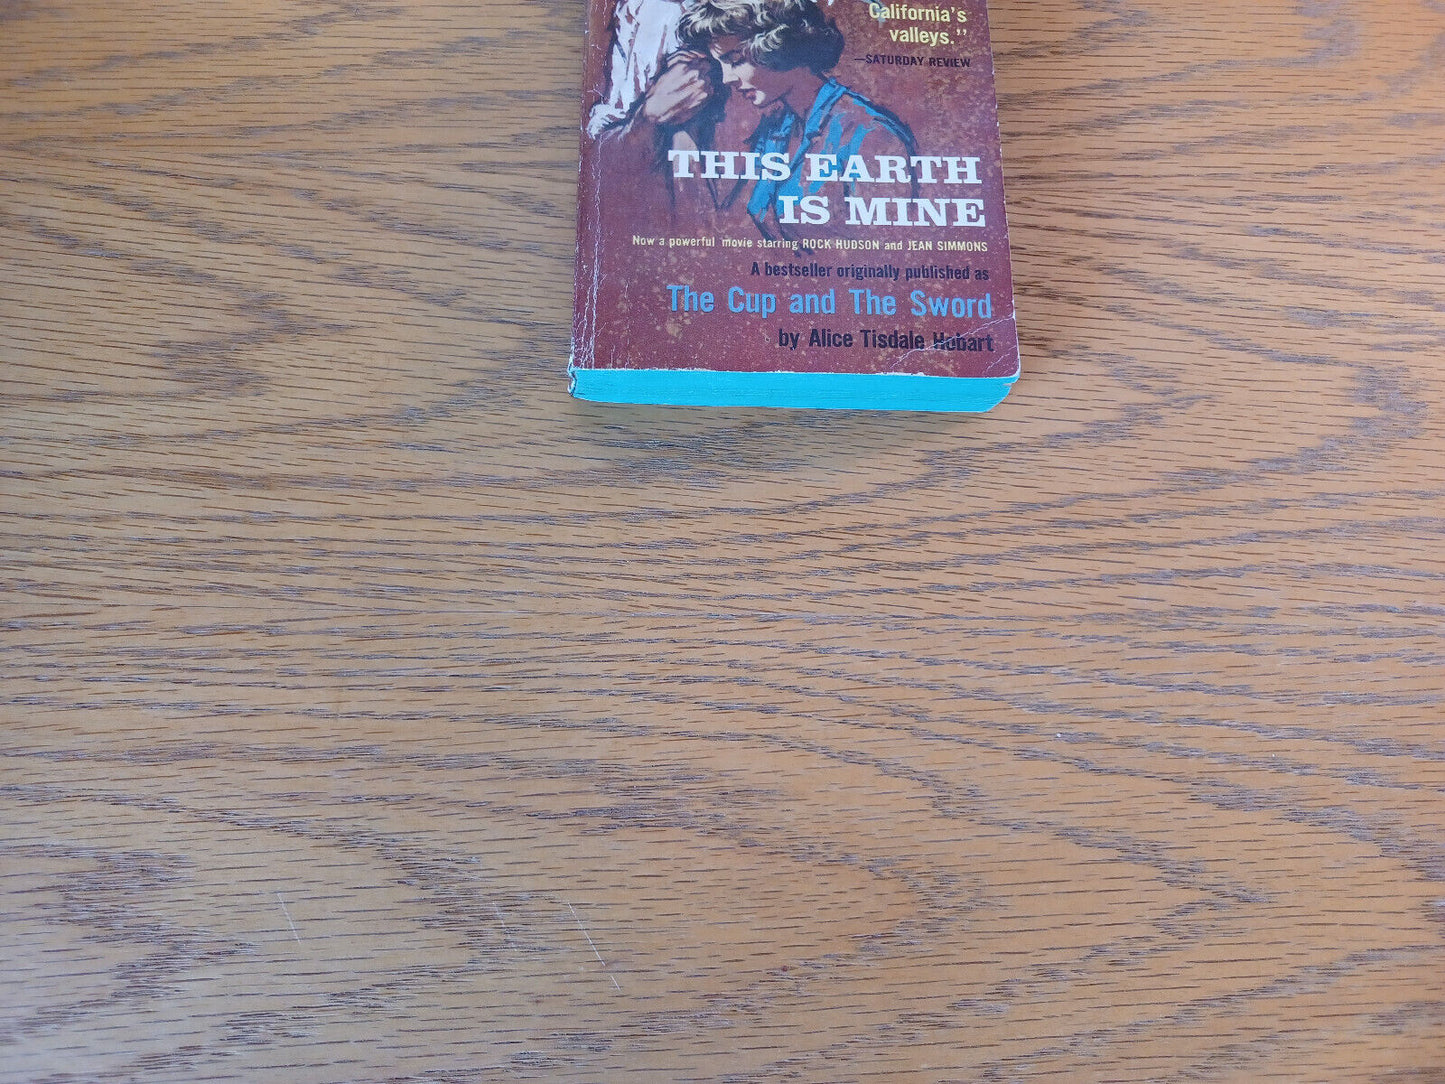 California's
valleys."
—SATURDAY REVIEW
THIS EARTH
IS MINE
Now a powerful movie starring ROCK HUDSON and JEAN SIMMONS
A bestseller originally published as
The Cup and The Sword
by Alice Tisdale Hobart